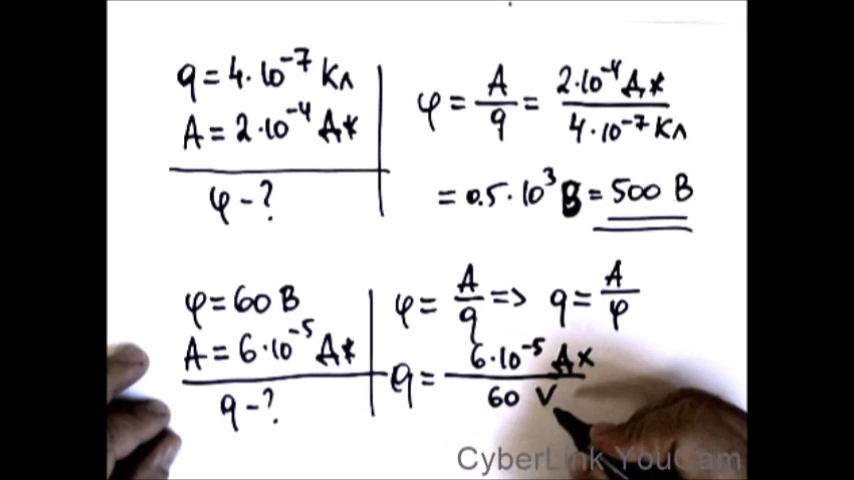 q = 4·10⁻⁷ Кл
A = 2·10⁻⁴ Дж
φ - ?
φ = A/q = 2·10⁻⁴ Дж / 4·10⁻⁷ Кл
= 0.5·10³ В = 500 В
φ = 60 В
A = 6·10⁻⁵ Дж
q - ?
φ = A/q => q = A/φ
q = 6·10⁻⁵ Дж / 60 V
CyberLink YouCam